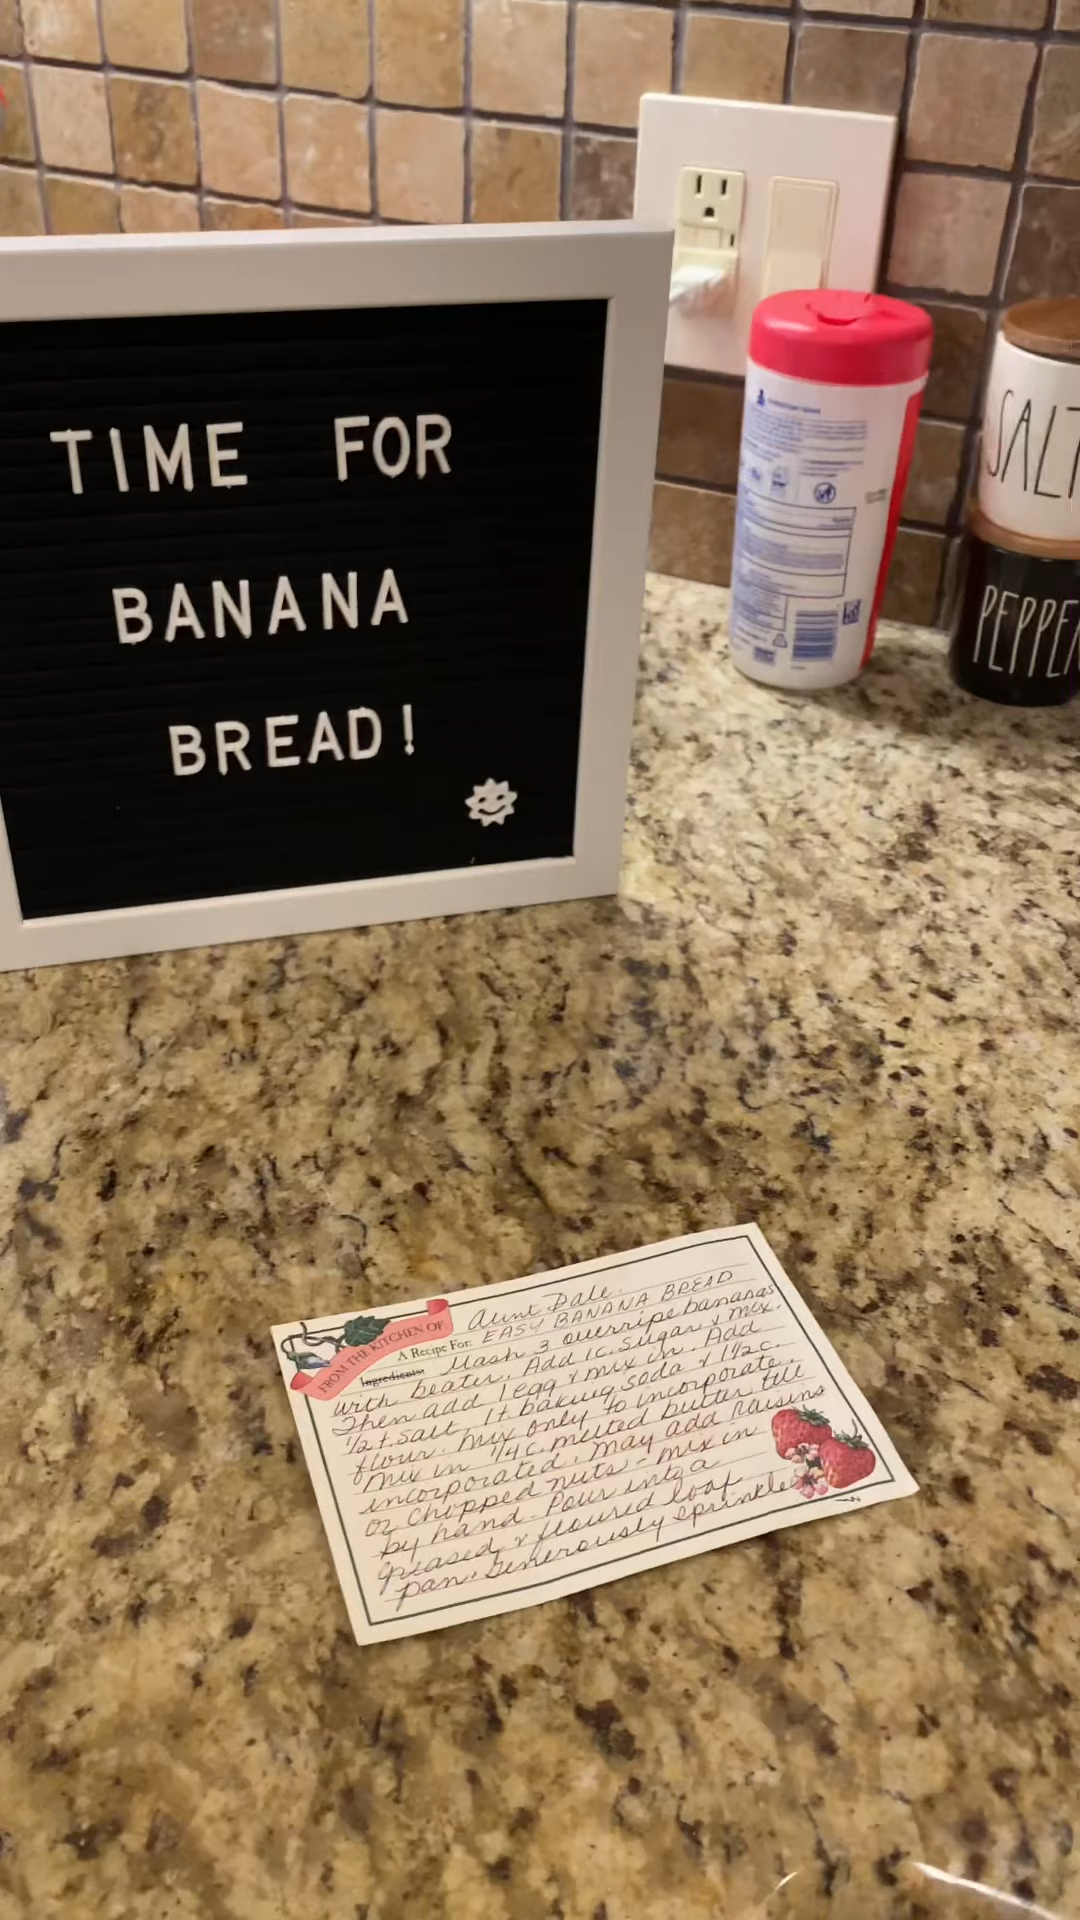 TIME FOR
BANANA
BREAD!
SALT
PEPPER
FROM THE KITCHEN OF:
Aunt Dale.
A Recipe For: EASY BANANA BREAD
Ingredients: Mash 3 overripe bananas
with beater. Add 1 c. sugar & mix.
Then add 1 egg & mix in. Add
1/2 t. salt 1 t. baking soda & 1 1/2 c.
flour. Mix only to incorporate.
Mix in 1/4 c. melted butter till
incorporated. May add raisins
or chopped nuts - mix in
by hand. Pour into a
greased & floured loaf
pan. Generously sprinkle